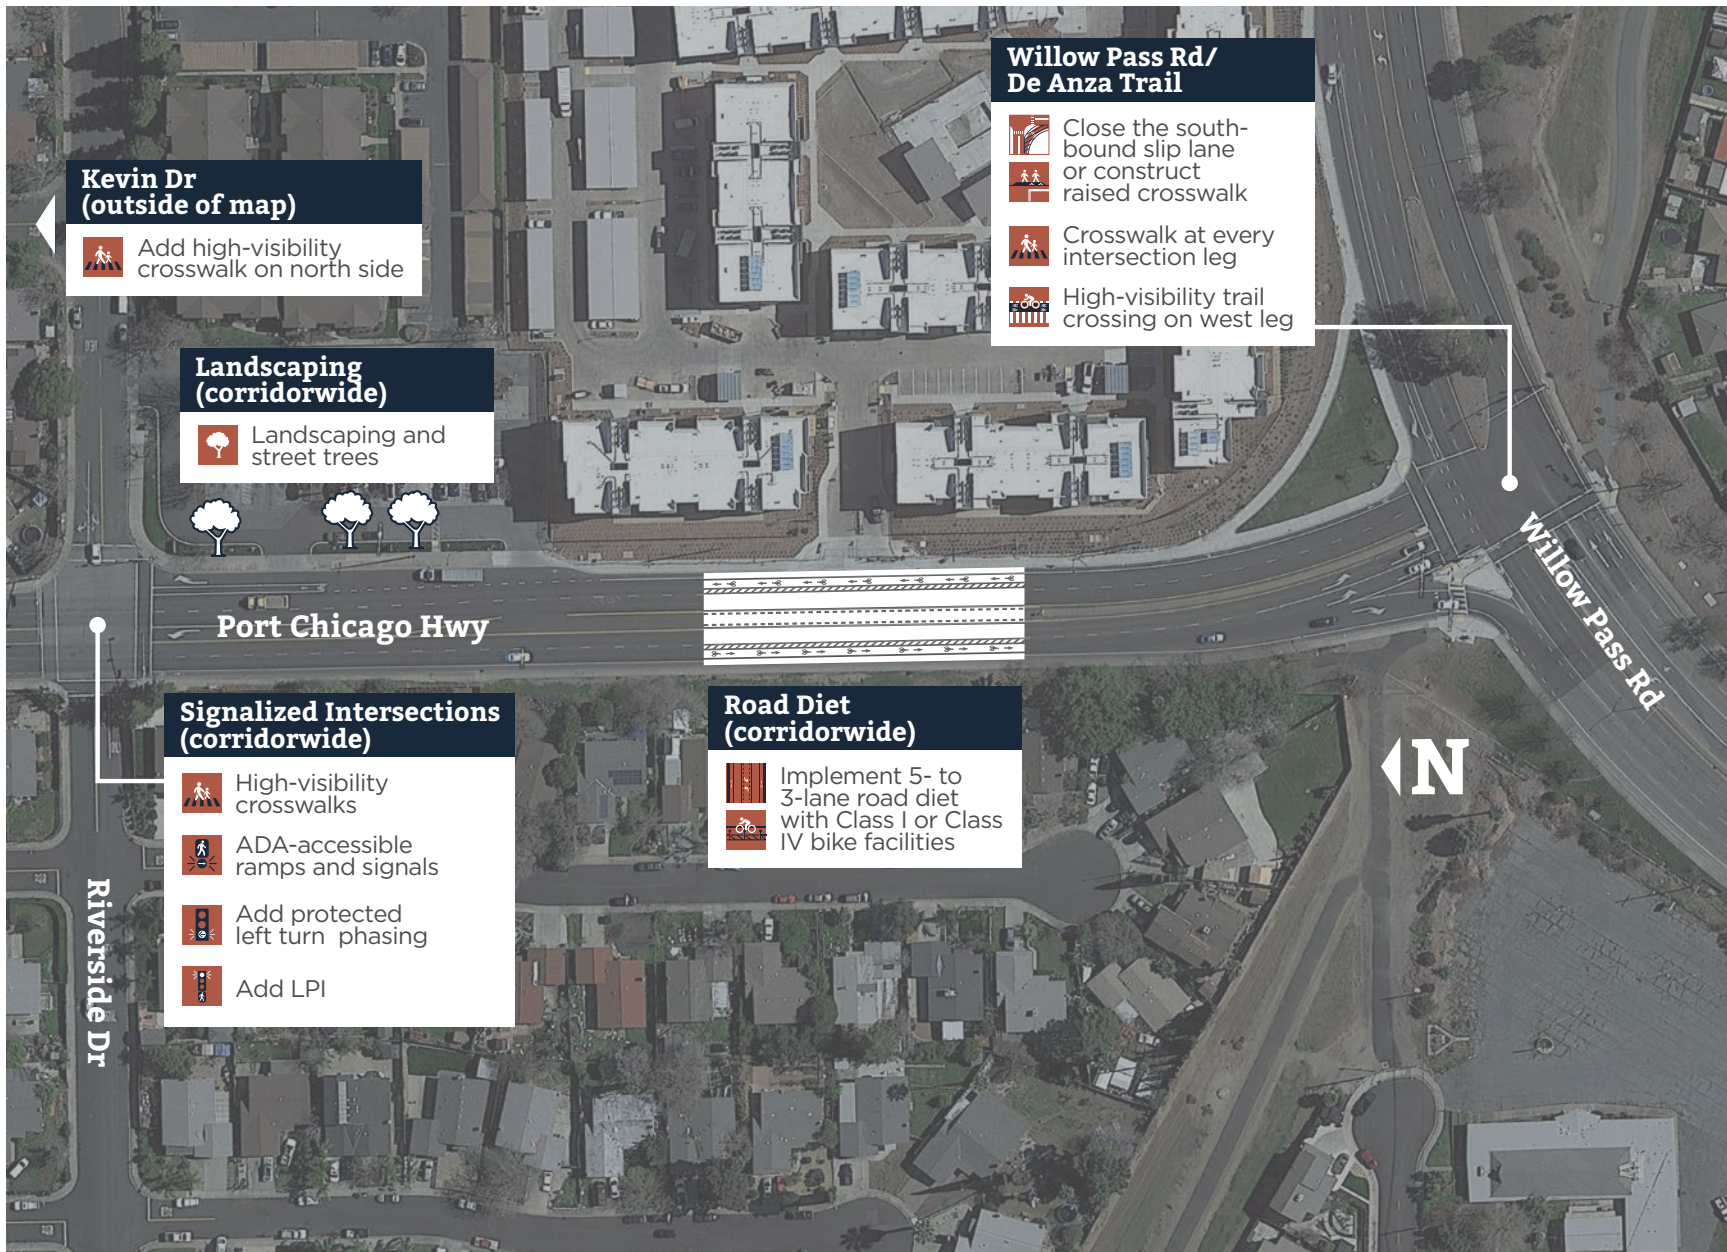 Willow Pass Rd/
De Anza Trail
Close the south-
bound slip lane
or construct
raised crosswalk
Crosswalk at every
intersection leg
High-visibility trail
crossing on west leg
Kevin Dr
(outside of map)
Add high-visibility
crosswalk on north side
Landscaping
(corridorwide)
Landscaping and
street trees
Port Chicago Hwy
Willow Pass Rd
Signalized Intersections
(corridorwide)
High-visibility
crosswalks
ADA-accessible
ramps and signals
Add protected
left turn phasing
Add LPI
Road Diet
(corridorwide)
Implement 5- to
3-lane road diet
with Class I or Class
IV bike facilities
N
Riverside Dr